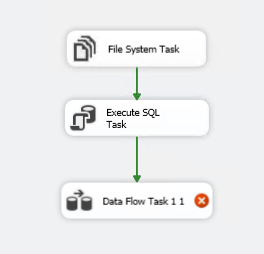 File System Task
Execute SQL
Task
Data Flow Task 1 1